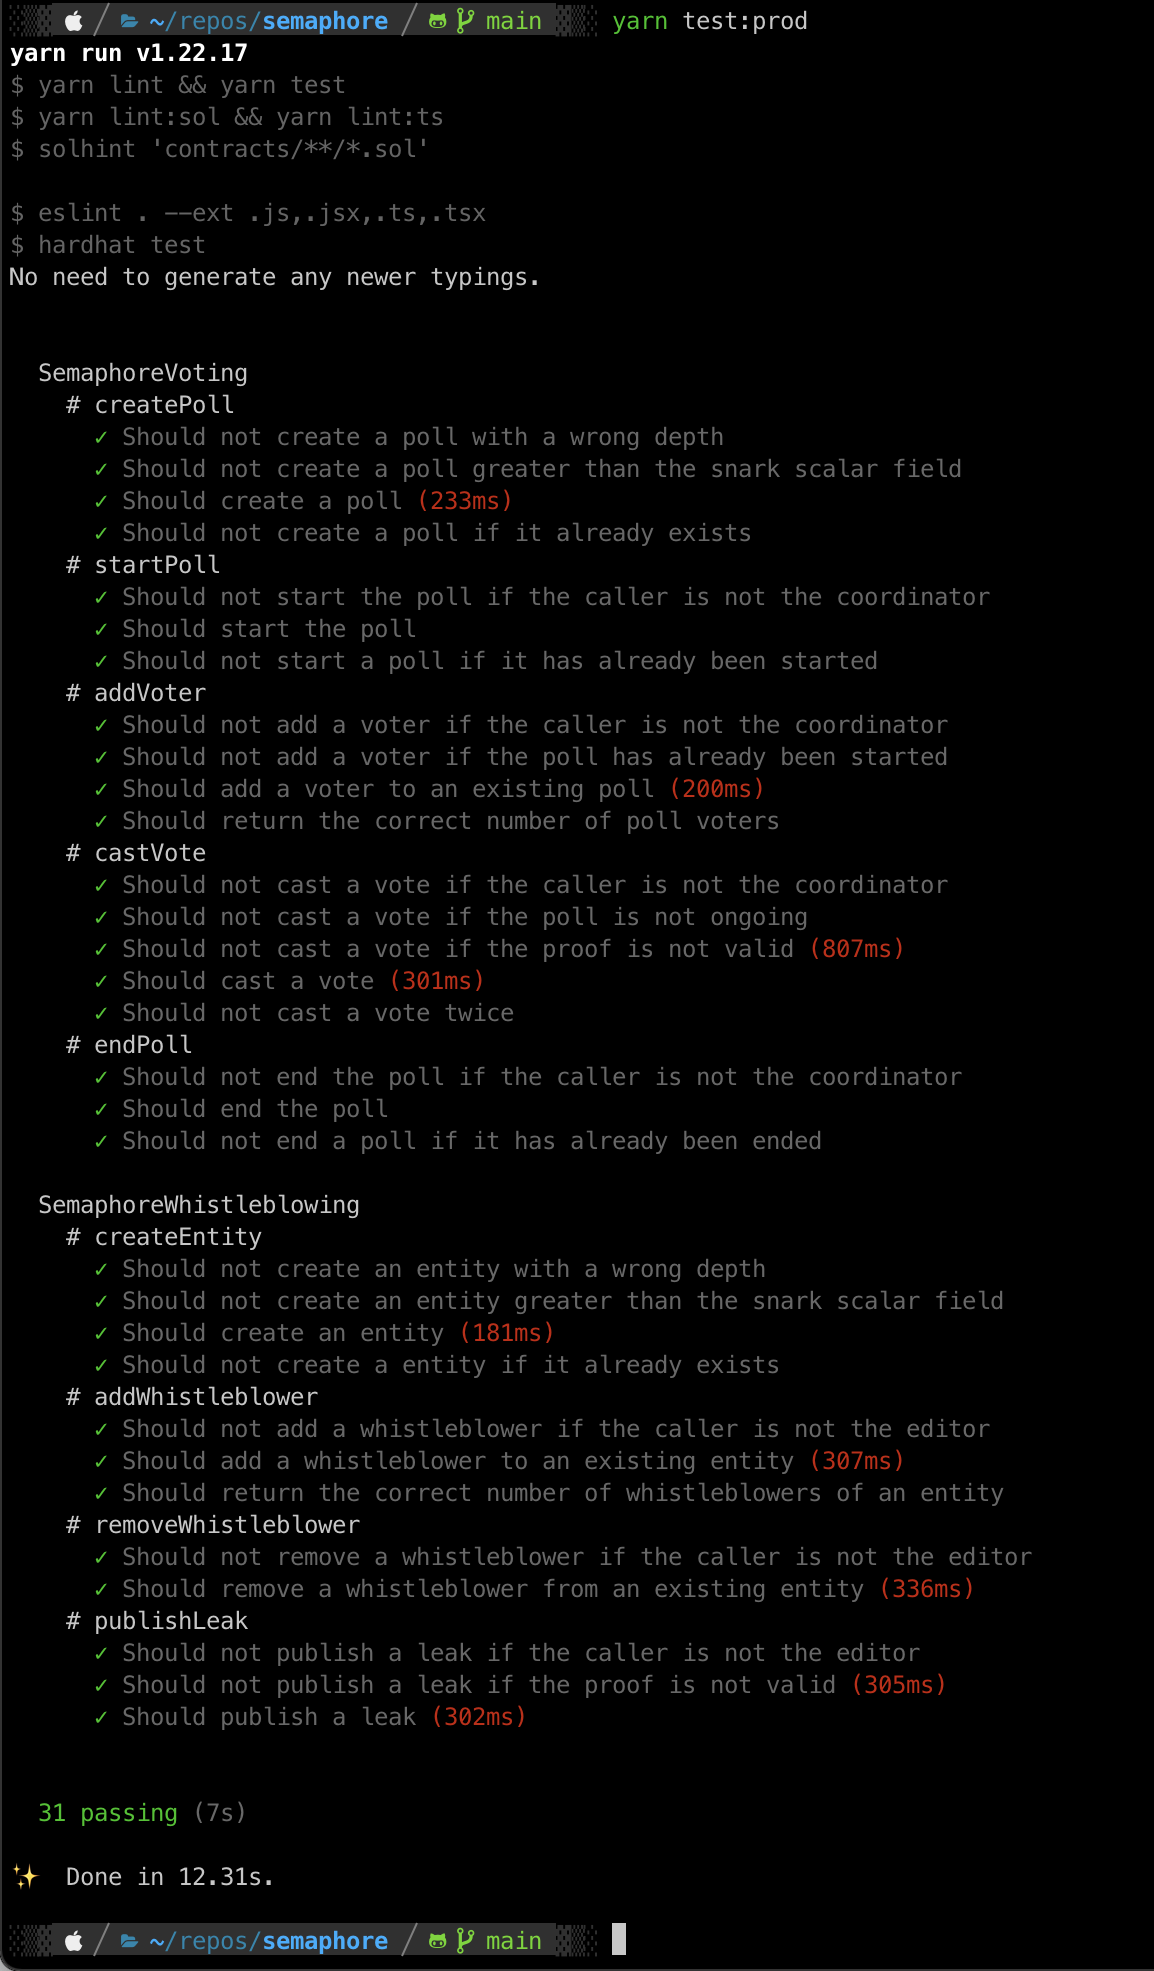 ~/repos/semaphore main yarn test:prod
yarn run v1.22.17
$ yarn lint && yarn test
$ yarn lint:sol && yarn lint:ts
$ solhint 'contracts/**/*.sol'
$ eslint . --ext .js,.jsx,.ts,.tsx
$ hardhat test
No need to generate any newer typings.
SemaphoreVoting
# createPoll
✓ Should not create a poll with a wrong depth
✓ Should not create a poll greater than the snark scalar field
✓ Should create a poll (233ms)
✓ Should not create a poll if it already exists
# startPoll
✓ Should not start the poll if the caller is not the coordinator
✓ Should start the poll
✓ Should not start a poll if it has already been started
# addVoter
✓ Should not add a voter if the caller is not the coordinator
✓ Should not add a voter if the poll has already been started
✓ Should add a voter to an existing poll (200ms)
✓ Should return the correct number of poll voters
# castVote
✓ Should not cast a vote if the caller is not the coordinator
✓ Should not cast a vote if the poll is not ongoing
✓ Should not cast a vote if the proof is not valid (807ms)
✓ Should cast a vote (301ms)
✓ Should not cast a vote twice
# endPoll
✓ Should not end the poll if the caller is not the coordinator
✓ Should end the poll
✓ Should not end a poll if it has already been ended
SemaphoreWhistleblowing
# createEntity
✓ Should not create an entity with a wrong depth
✓ Should not create an entity greater than the snark scalar field
✓ Should create an entity (181ms)
✓ Should not create a entity if it already exists
# addWhistleblower
✓ Should not add a whistleblower if the caller is not the editor
✓ Should add a whistleblower to an existing entity (307ms)
✓ Should return the correct number of whistleblowers of an entity
# removeWhistleblower
✓ Should not remove a whistleblower if the caller is not the editor
✓ Should remove a whistleblower from an existing entity (336ms)
# publishLeak
✓ Should not publish a leak if the caller is not the editor
✓ Should not publish a leak if the proof is not valid (305ms)
✓ Should publish a leak (302ms)
31 passing (7s)
✨ Done in 12.31s.
~/repos/semaphore main